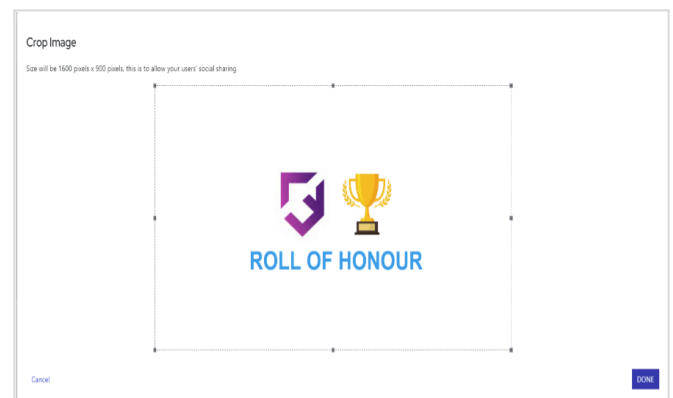 Crop Image
Size will be 1600 pixels x 900 pixels, this is to allow your users' social sharing
ROLL OF HONOUR
Cancel
DONE